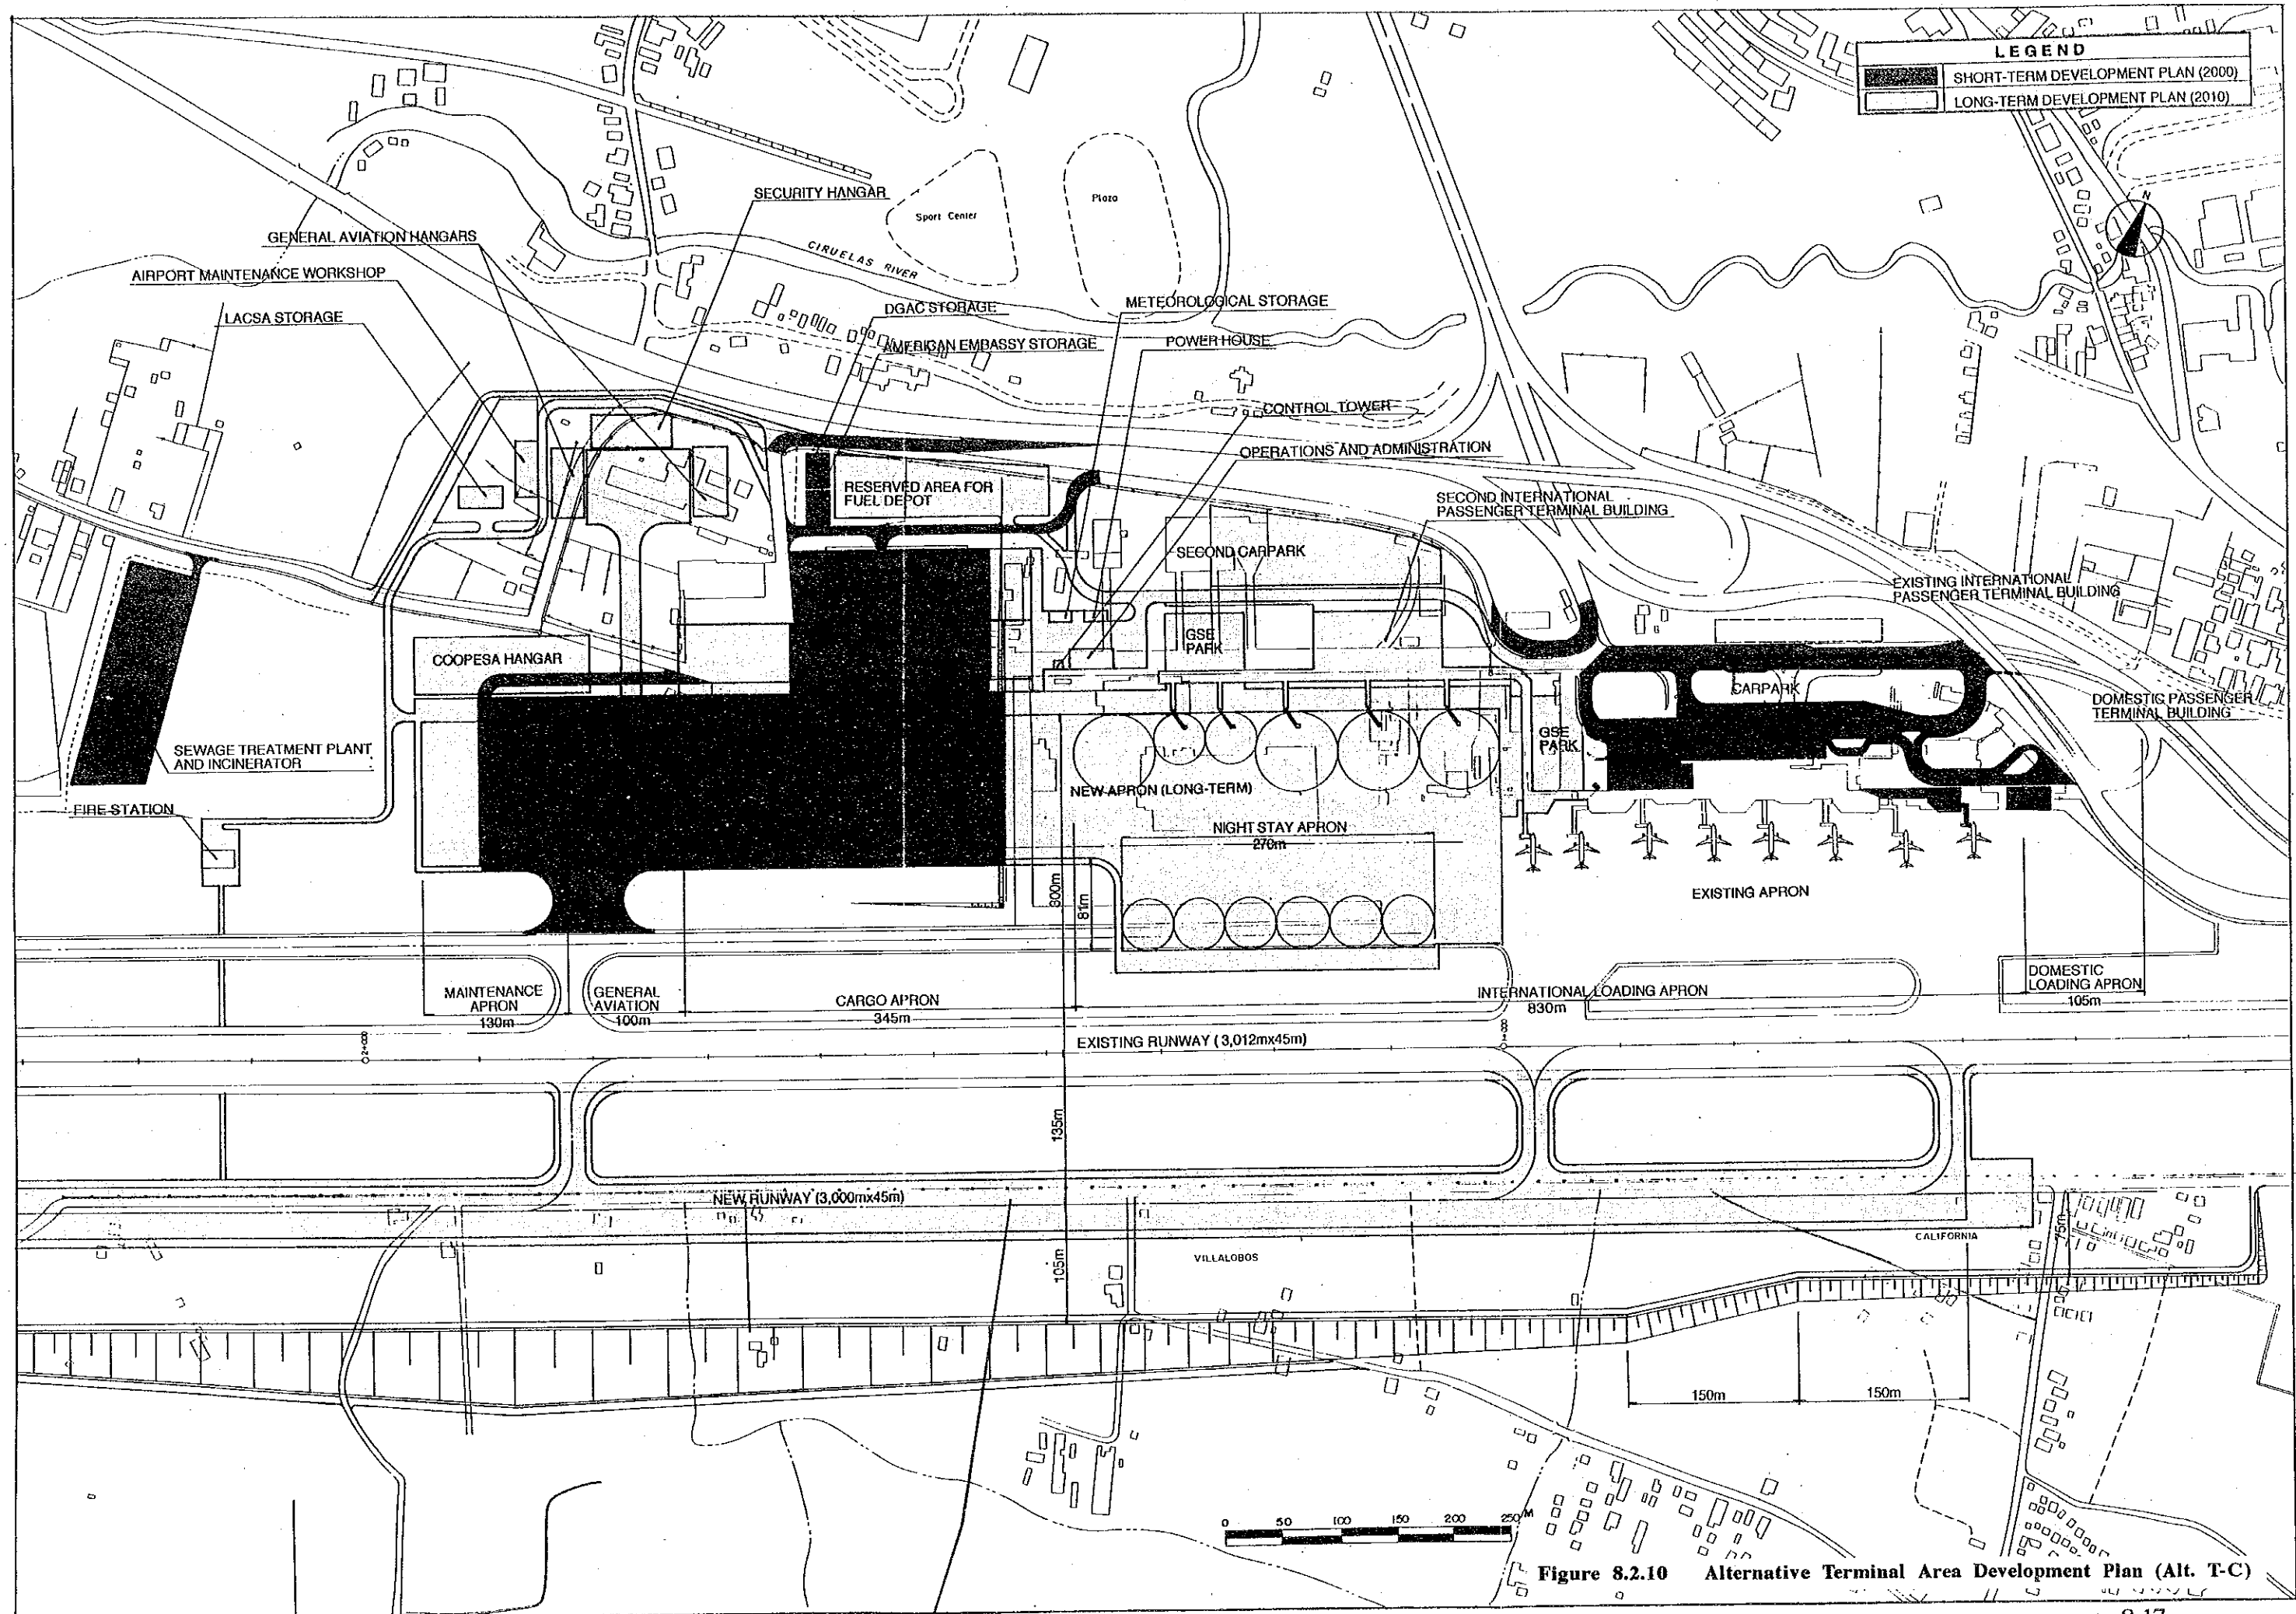 LEGEND
SHORT-TERM DEVELOPMENT PLAN (2000)
LONG-TERM DEVELOPMENT PLAN (2010)
N
SECURITY HANGAR
Sport Center
Plaza
GENERAL AVIATION HANGARS
CIRUELAS RIVER
AIRPORT MAINTENANCE WORKSHOP
LACSA STORAGE
DGAC STORAGE
METEOROLOGICAL STORAGE
AMERICAN EMBASSY STORAGE
POWER HOUSE
CONTROL TOWER
OPERATIONS AND ADMINISTRATION
RESERVED AREA FOR
FUEL DEPOT
SECOND INTERNATIONAL
PASSENGER TERMINAL BUILDING
SECOND CARPARK
EXISTING INTERNATIONAL
PASSENGER TERMINAL BUILDING
GSE
PARK
COOPESA HANGAR
CARPARK
DOMESTIC PASSENGER
TERMINAL BUILDING
GSE
PARK
SEWAGE TREATMENT PLANT
AND INCINERATOR
NEW APRON (LONG-TERM)
FIRE STATION
NIGHT STAY APRON
270m
300m
81m
EXISTING APRON
MAINTENANCE
APRON
130m
GENERAL
AVIATION
100m
CARGO APRON
345m
INTERNATIONAL LOADING APRON
830m
DOMESTIC
LOADING APRON
105m
2+000
EXISTING RUNWAY (3,012mx45m)
135m
NEW RUNWAY (3,000mx45m)
105m
VILLALOBOS
CALIFORNIA
75m
150m
150m
0 50 100 150 200 250 M
Figure 8.2.10 Alternative Terminal Area Development Plan (Alt. T-C)